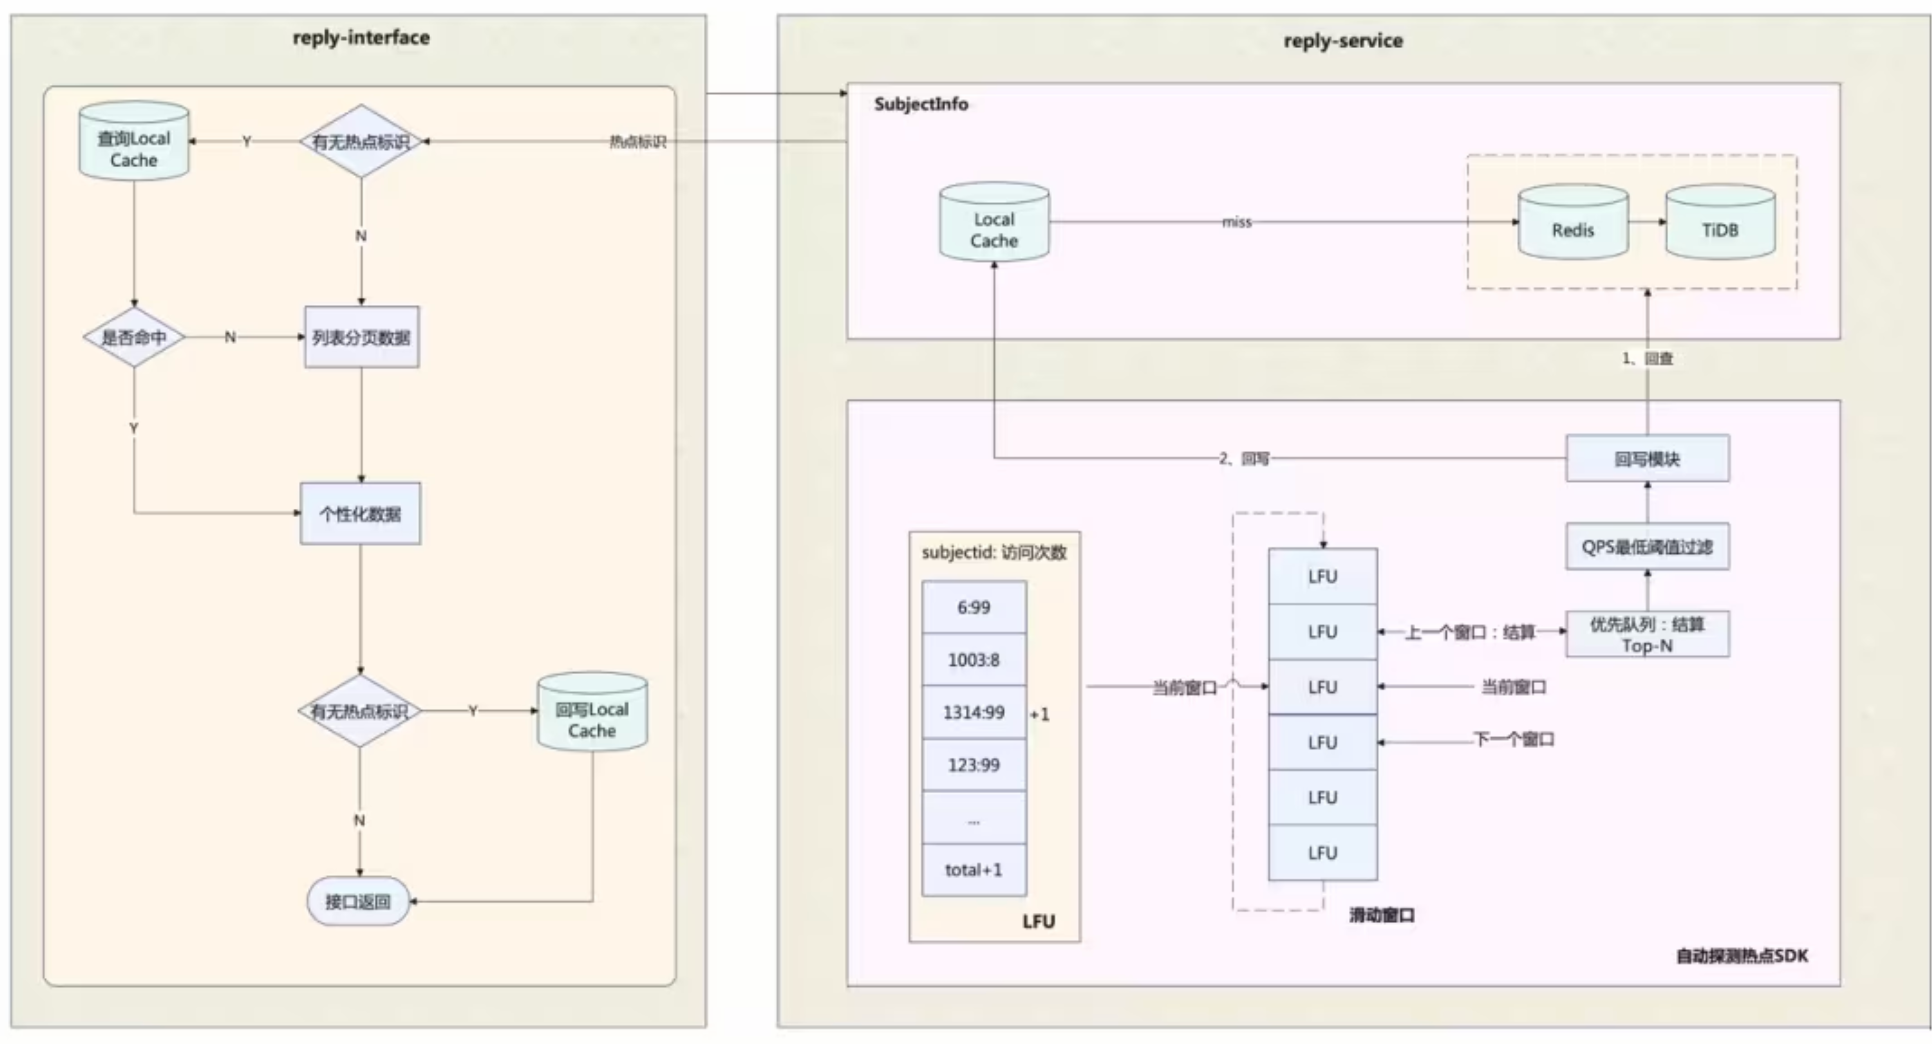 reply-interface
查询Local
Cache
Y
有无热点标识
热点标识
N
是否命中
N
列表分页数据
Y
个性化数据
有无热点标识
Y
回写Local
Cache
N
接口返回
reply-service
SubjectInfo
Local
Cache
miss
Redis
TiDB
1、回查
2、回写
回写模块
QPS最低阈值过滤
优先队列：结算
Top-N
subjectid: 访问次数
6:99
1003:8
1314:99
+1
123:99
...
total+1
LFU
当前窗口
LFU
LFU
上一个窗口：结算
LFU
当前窗口
LFU
下一个窗口
LFU
LFU
滑动窗口
自动探测热点SDK